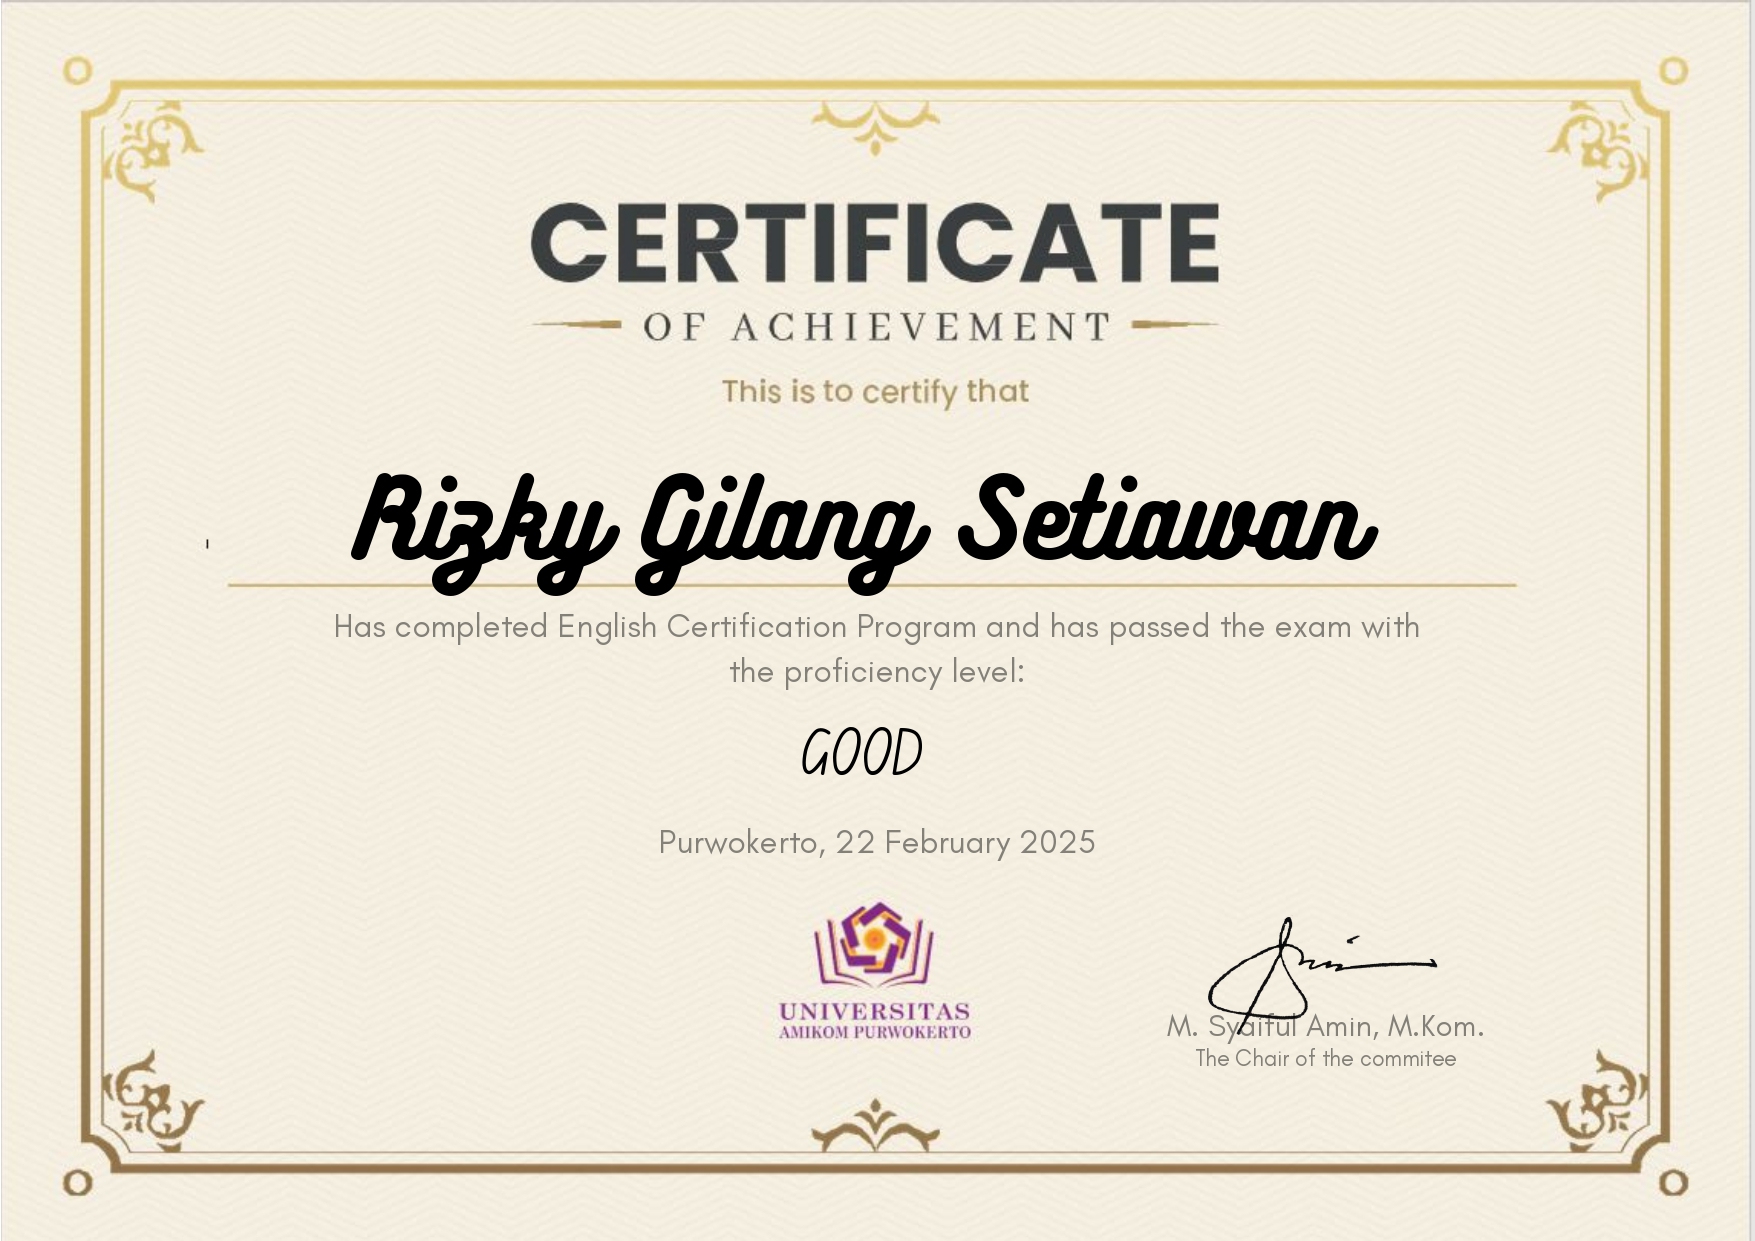 CERTIFICATE
OF ACHIEVEMENT
This is to certify that
Rizky Gilang Setiawan
Has completed English Certification Program and has passed the exam with
the proficiency level:
GOOD
Purwokerto, 22 February 2025
UNIVERSITAS
AMIKOM PURWOKERTO
M. Syaiful Amin, M.Kom.
The Chair of the commitee